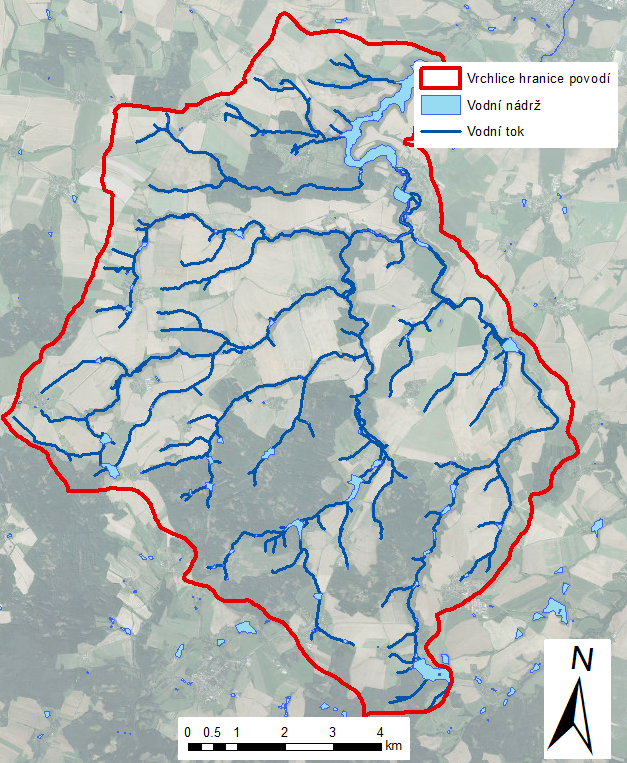 Vrchlice hranice povodí
Vodní nádrž
Vodní tok
N
0 0.5 1 2 3 4
km